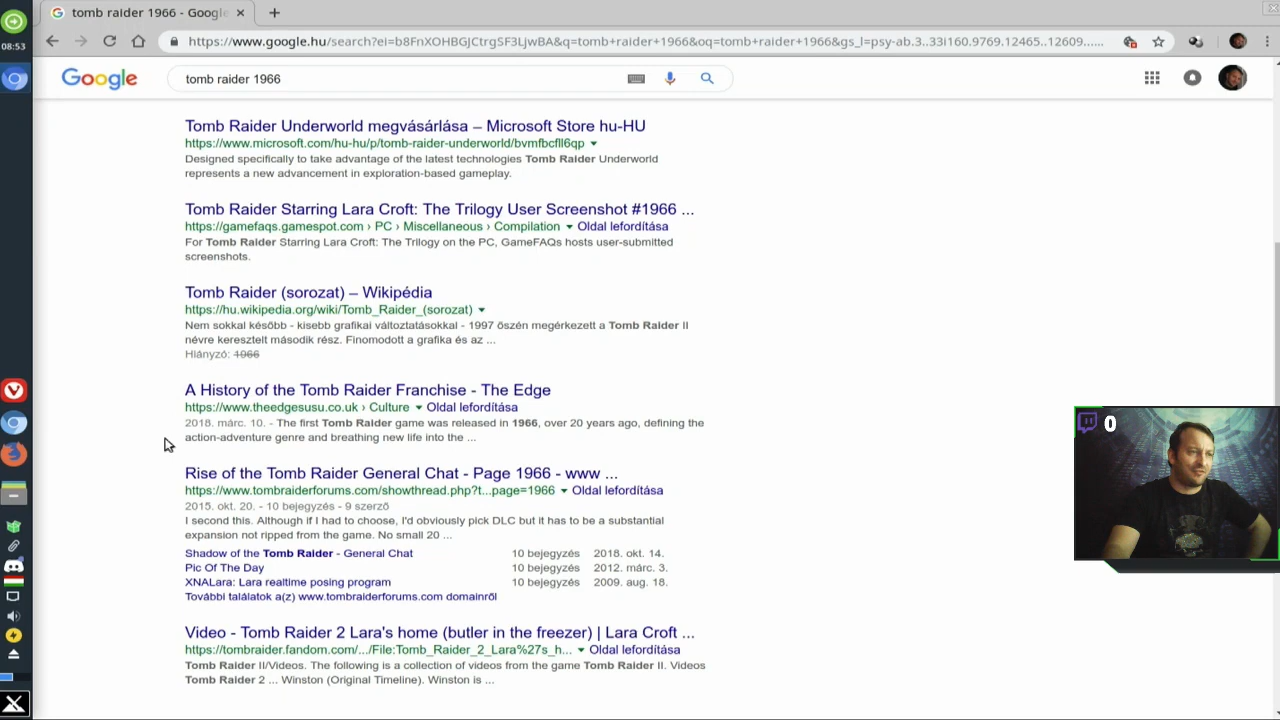 tomb raider 1966 - Google
08:53
https://www.google.hu/search?ei=b8FnXOHBGJCtrgSF3LjwBA&q=tomb+raider+1966&oq=tomb+raider+1966&gs_l=psy-ab.3..33i160.9769.12465..12609......
Google
tomb raider 1966
Tomb Raider Underworld megvásárlása – Microsoft Store hu-HU
https://www.microsoft.com/hu-hu/p/tomb-raider-underworld/bvmfbcfll6qp
Designed specifically to take advantage of the latest technologies Tomb Raider Underworld
represents a new advancement in exploration-based gameplay.
Tomb Raider Starring Lara Croft: The Trilogy User Screenshot #1966 ...
https://gamefaqs.gamespot.com › PC › Miscellaneous › Compilation Oldal lefordítása
For Tomb Raider Starring Lara Croft: The Trilogy on the PC, GameFAQs hosts user-submitted
screenshots.
Tomb Raider (sorozat) – Wikipédia
https://hu.wikipedia.org/wiki/Tomb_Raider_(sorozat)
Nem sokkal később - kisebb grafikai változtatásokkal - 1997 őszén megérkezett a Tomb Raider II
névre keresztelt második rész. Finomodott a grafika és az ...
Hiányzó: 1966
A History of the Tomb Raider Franchise - The Edge
https://www.theedgesusu.co.uk › Culture Oldal lefordítása
2018. márc. 10. - The first Tomb Raider game was released in 1966, over 20 years ago, defining the
action-adventure genre and breathing new life into the ...
0
Rise of the Tomb Raider General Chat - Page 1966 - www ...
https://www.tombraiderforums.com/showthread.php?t...page=1966 Oldal lefordítása
2015. okt. 20. - 10 bejegyzés - 9 szerző
I second this. Although if I had to choose, I'd obviously pick DLC but it has to be a substantial
expansion not ripped from the game. No small 20 ...
Shadow of the Tomb Raider - General Chat 10 bejegyzés 2018. okt. 14.
Pic Of The Day 10 bejegyzés 2012. márc. 3.
XNALara: Lara realtime posing program 10 bejegyzés 2009. aug. 18.
További találatok a(z) www.tombraiderforums.com domainről
Video - Tomb Raider 2 Lara's home (butler in the freezer) | Lara Croft ...
https://tombraider.fandom.com/.../File:Tomb_Raider_2_Lara%27s_h... Oldal lefordítása
Tomb Raider II/Videos. The following is a collection of videos from the game Tomb Raider II. Videos
Tomb Raider 2 ... Winston (Original Timeline). Winston is ...